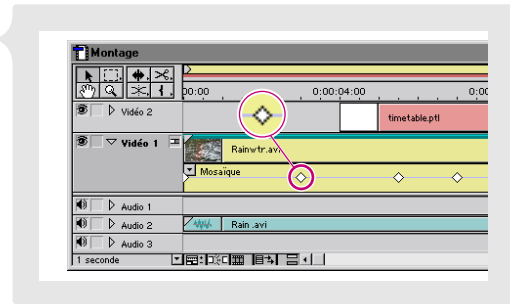 Montage
00:00
0:00:04:00
0:00
Vidéo 2
timetable.ptl
Vidéo 1
Rainwtr.avi
Mosaïque
Audio 1
Audio 2
Rain .avi
Audio 3
1 seconde